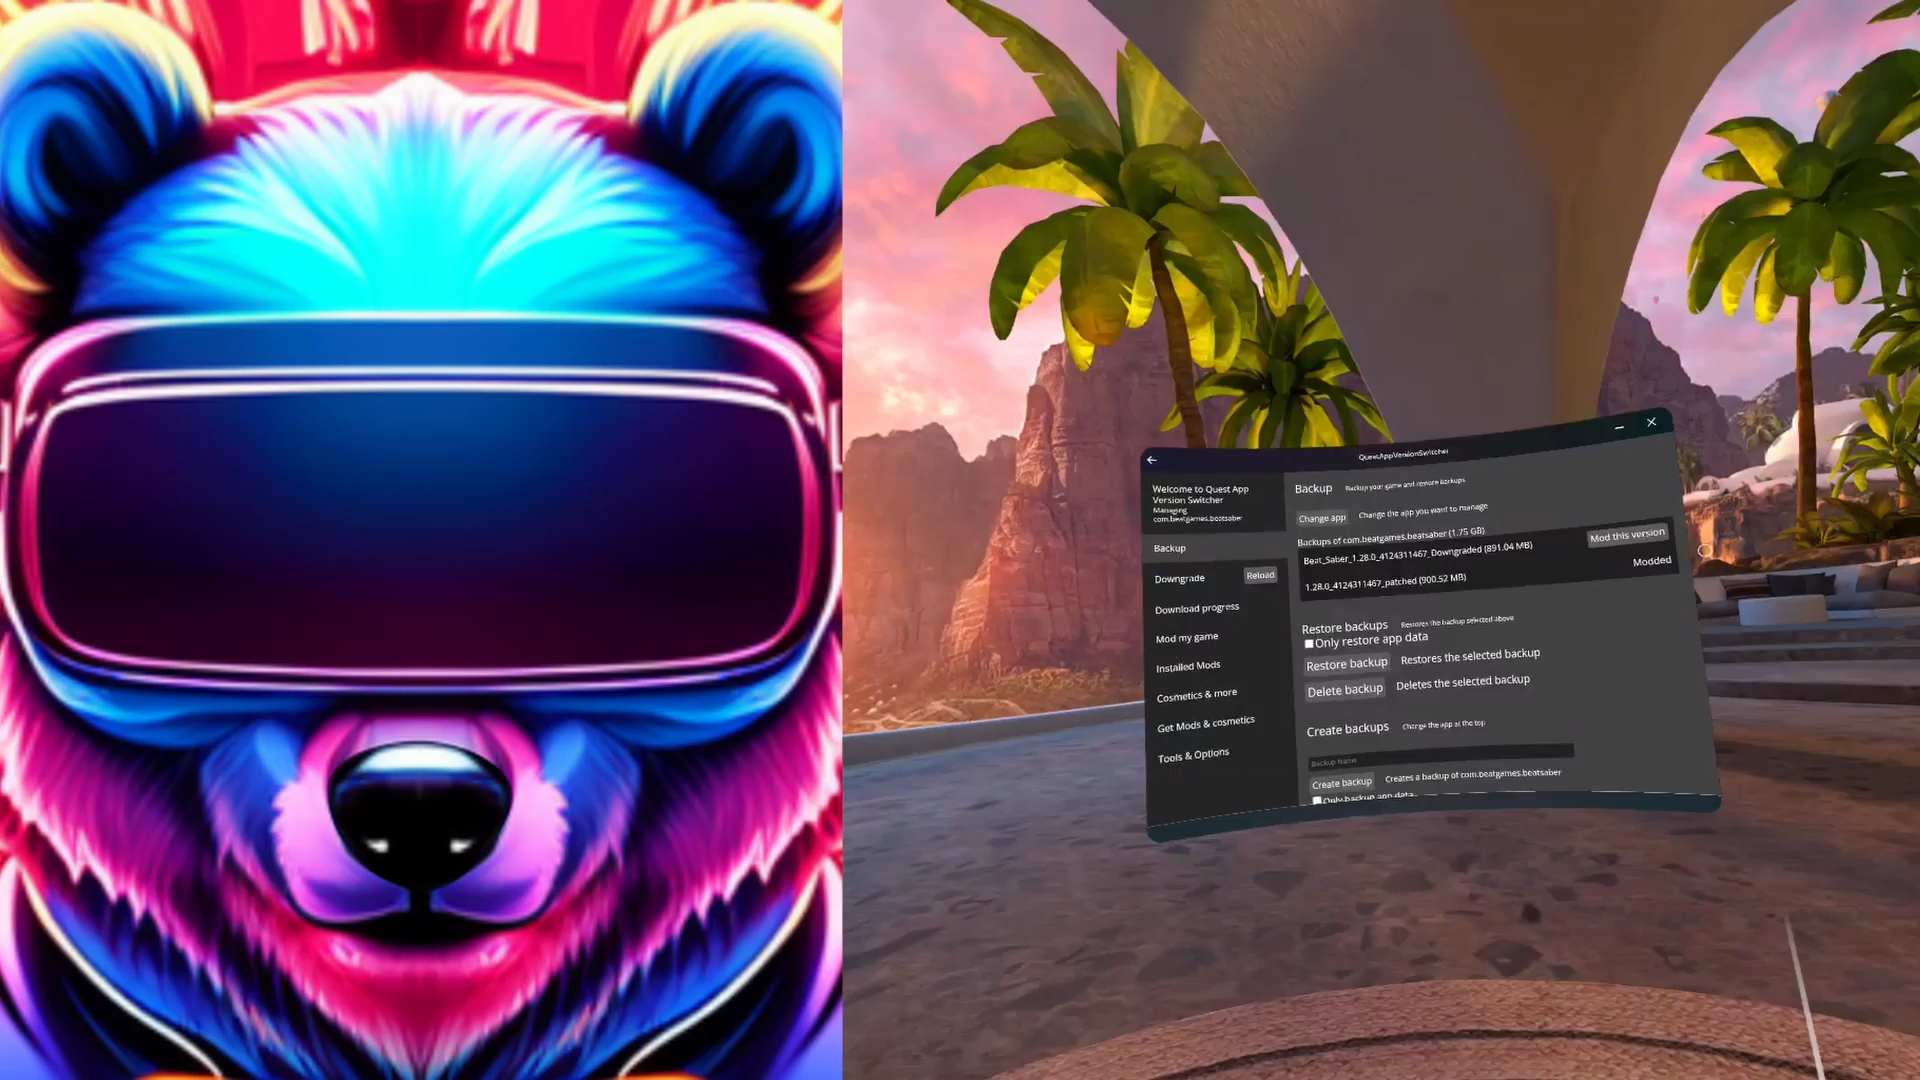 QuestAppVersionSwitcher
Welcome to Quest App
Version Switcher
Managing
com.beatgames.beatsaber
Backup
Downgrade Reload
Download progress
Mod my game
Installed Mods
Cosmetics & more
Get Mods & cosmetics
Tools & Options
Backup Backup your game and restore backups
Change app Change the app you want to manage
Backups of com.beatgames.beatsaber (1.75 GB)
Beat_Saber_1.28.0_4124311467_Downgraded (891.04 MB) Mod this version
1.28.0_4124311467_patched (900.52 MB) Modded
Restore backups Restores the backup selected above
Only restore app data
Restore backup Restores the selected backup
Delete backup Deletes the selected backup
Create backups Change the app at the top
Backup Name
Create backup Creates a backup of com.beatgames.beatsaber
Only backup app data